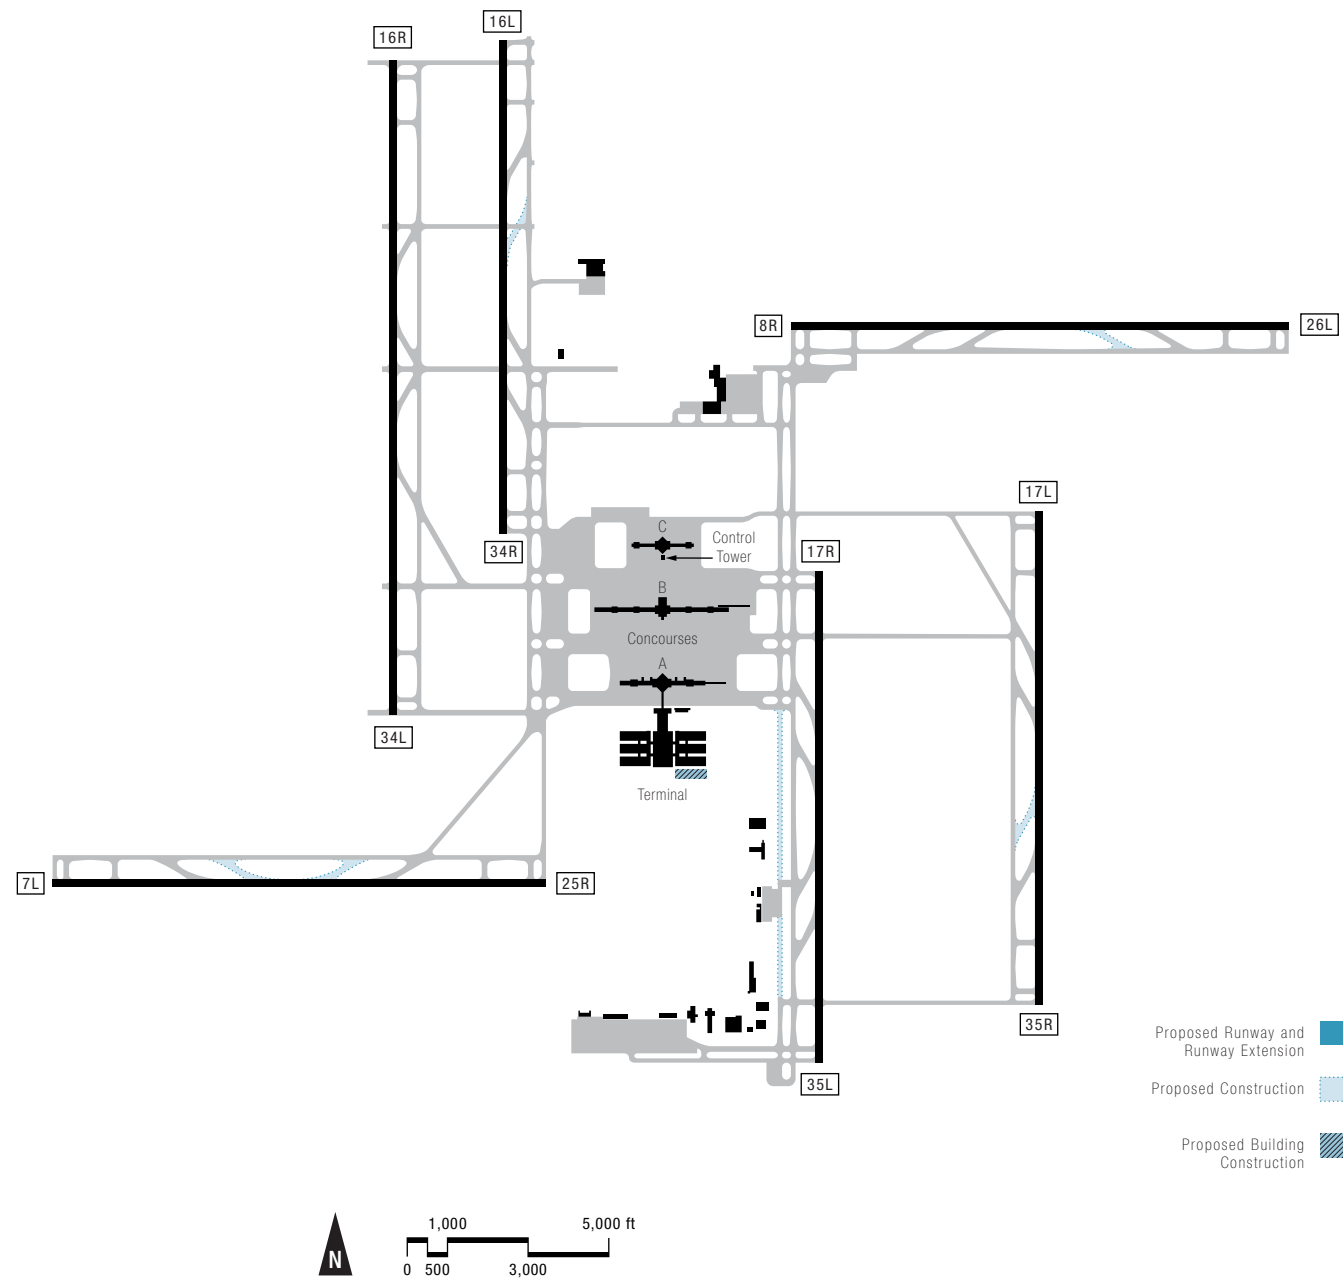 16L
16R
8R
26L
17L
C
Control
Tower
34R
17R
B
Concourses
A
34L
Terminal
7L
25R
35R
Proposed Runway and
Runway Extension
35L
Proposed Construction
Proposed Building
Construction
N
1,000
5,000 ft
0
500
3,000